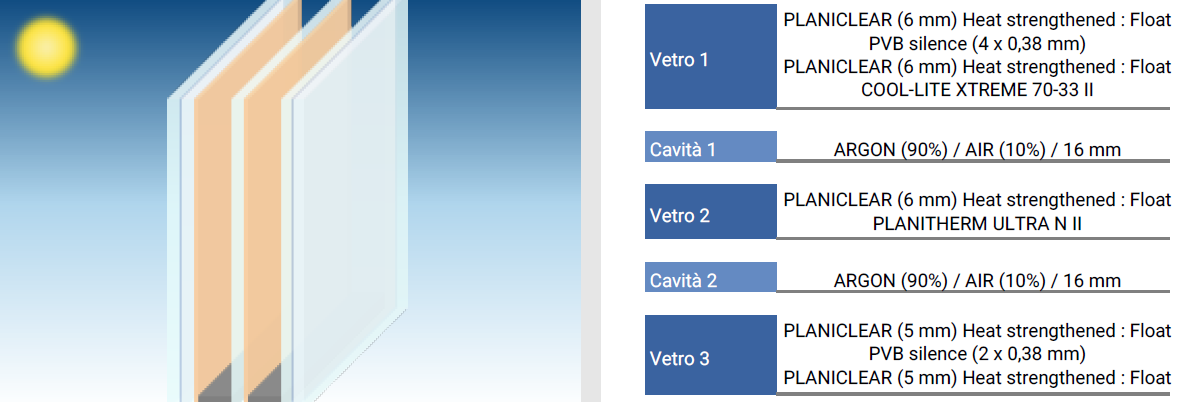 Vetro 1
PLANICLEAR (6 mm) Heat strengthened : Float
PVB silence (4 x 0,38 mm)
PLANICLEAR (6 mm) Heat strengthened : Float
COOL-LITE XTREME 70-33 II
Cavità 1
ARGON (90%) / AIR (10%) / 16 mm
Vetro 2
PLANICLEAR (6 mm) Heat strengthened : Float
PLANITHERM ULTRA N II
Cavità 2
ARGON (90%) / AIR (10%) / 16 mm
Vetro 3
PLANICLEAR (5 mm) Heat strengthened : Float
PVB silence (2 x 0,38 mm)
PLANICLEAR (5 mm) Heat strengthened : Float